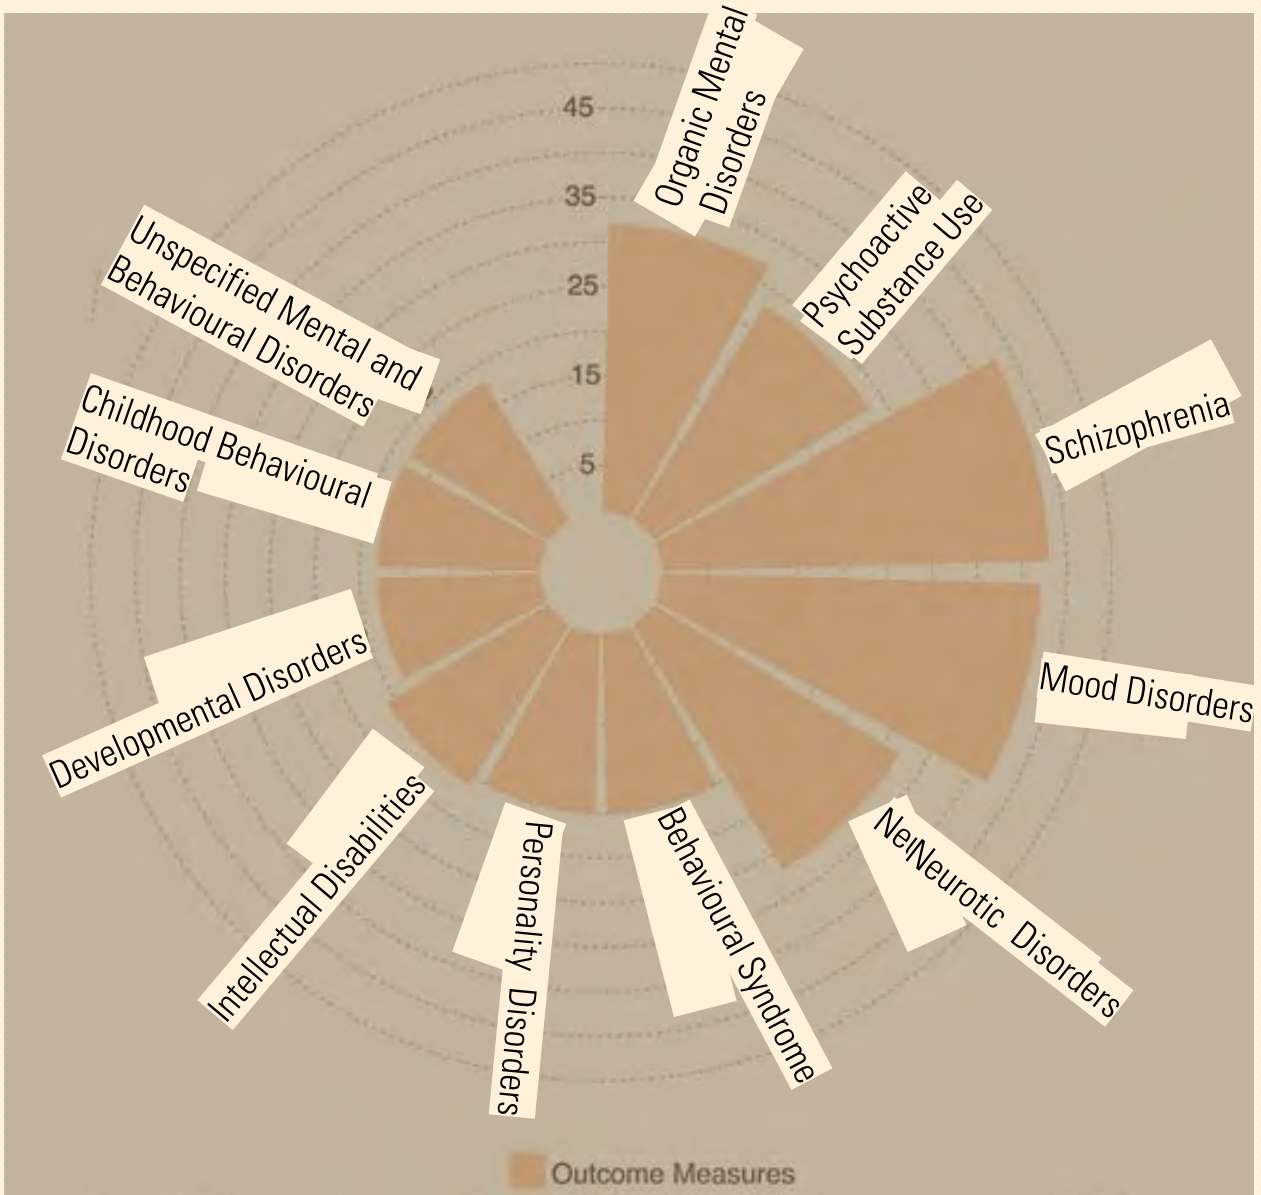 Organic Mental
Disorders
Psychoactive
Substance Use
Schizophrenia
Mood Disorders
Neurotic Disorders
Behavioural Syndrome
Personality Disorders
Intellectual Disabilities
Developmental Disorders
Childhood Behavioural
Disorders
Unspecified Mental and
Behavioural Disorders
45
35
25
15
5
Outcome Measures